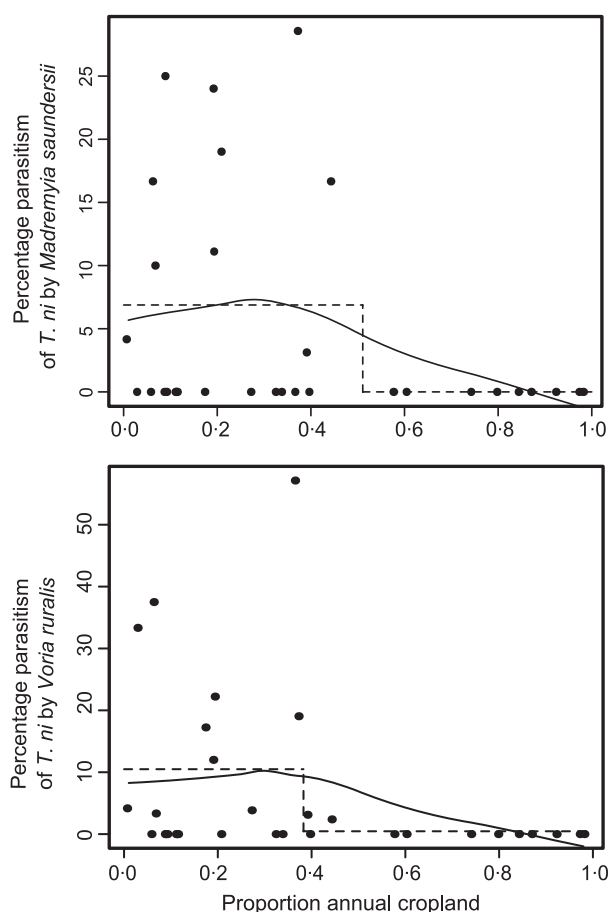 Percentage parasitism
of T. ni by Madremyia saundersii
25
20
15
10
5
0
0·0 0·2 0·4 0·6 0·8 1·0
Percentage parasitism
of T. ni by Voria ruralis
50
40
30
20
10
0
0·0 0·2 0·4 0·6 0·8 1·0
Proportion annual cropland